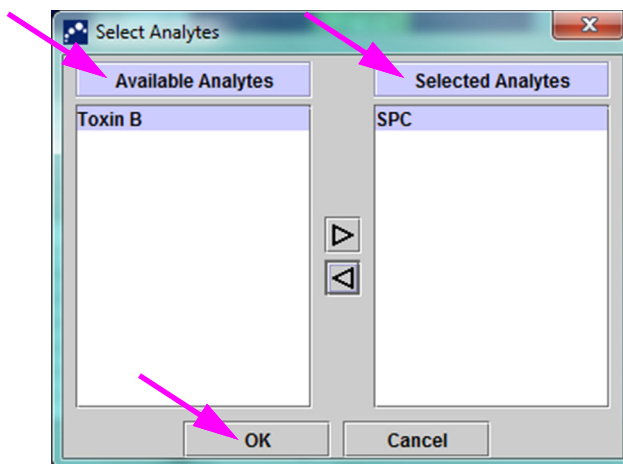 Select Analytes
Available Analytes
Selected Analytes
Toxin B
SPC
OK
Cancel